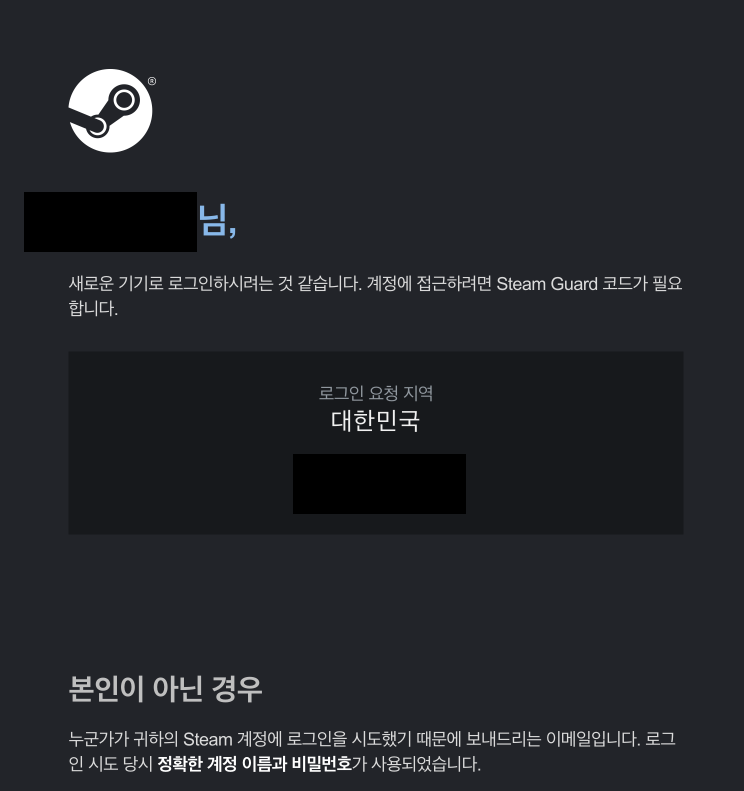 ®
님,
새로운 기기로 로그인하시려는 것 같습니다. 계정에 접근하려면 Steam Guard 코드가 필요
합니다.
로그인 요청 지역
대한민국
본인이 아닌 경우
누군가가 귀하의 Steam 계정에 로그인을 시도했기 때문에 보내드리는 이메일입니다. 로그
인 시도 당시 정확한 계정 이름과 비밀번호가 사용되었습니다.